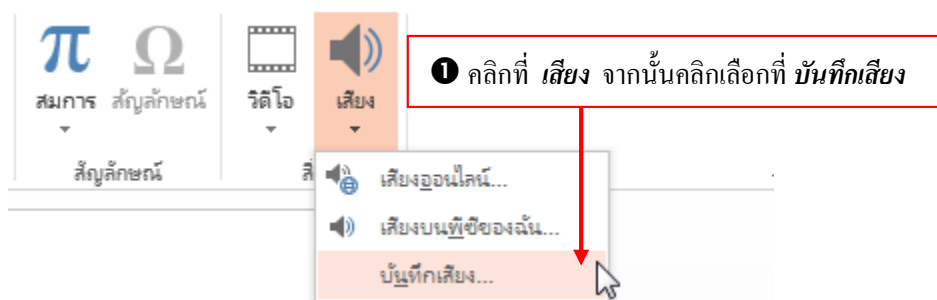 π Ω
สมการ สัญลักษณ์ วิดีโอ เสียง
❶ คลิกที่ เสียง จากนั้นคลิกเลือกที่ บันทึกเสียง
สัญลักษณ์ สื่
เสียงออนไลน์...
เสียงบนพีซีของฉัน...
บันทึกเสียง...